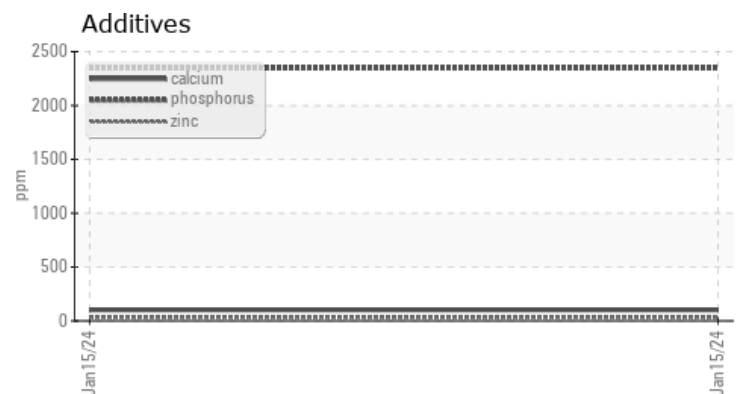 Additives
2500
calcium
phosphorus
2000
zinc
1500
ppm
1000
500
0
Jan15/24
Jan15/24